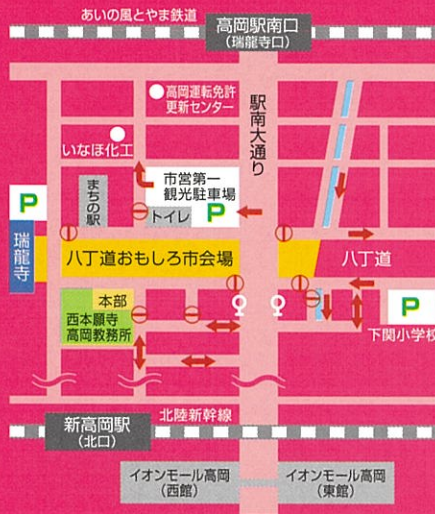 あいの風とやま鉄道
高岡駅南口
(瑞龍寺口)
高岡運転免許
更新センター
駅南大通り
いなほ化工
市営第一
観光駐車場
まちの駅
トイレ
P
P
瑞龍寺
八丁道おもしろ市会場
八丁道
本部
西本願寺
高岡教務所
P
下関小学校
新高岡駅
(北口)
北陸新幹線
イオンモール高岡
(西館)
イオンモール高岡
(東館)